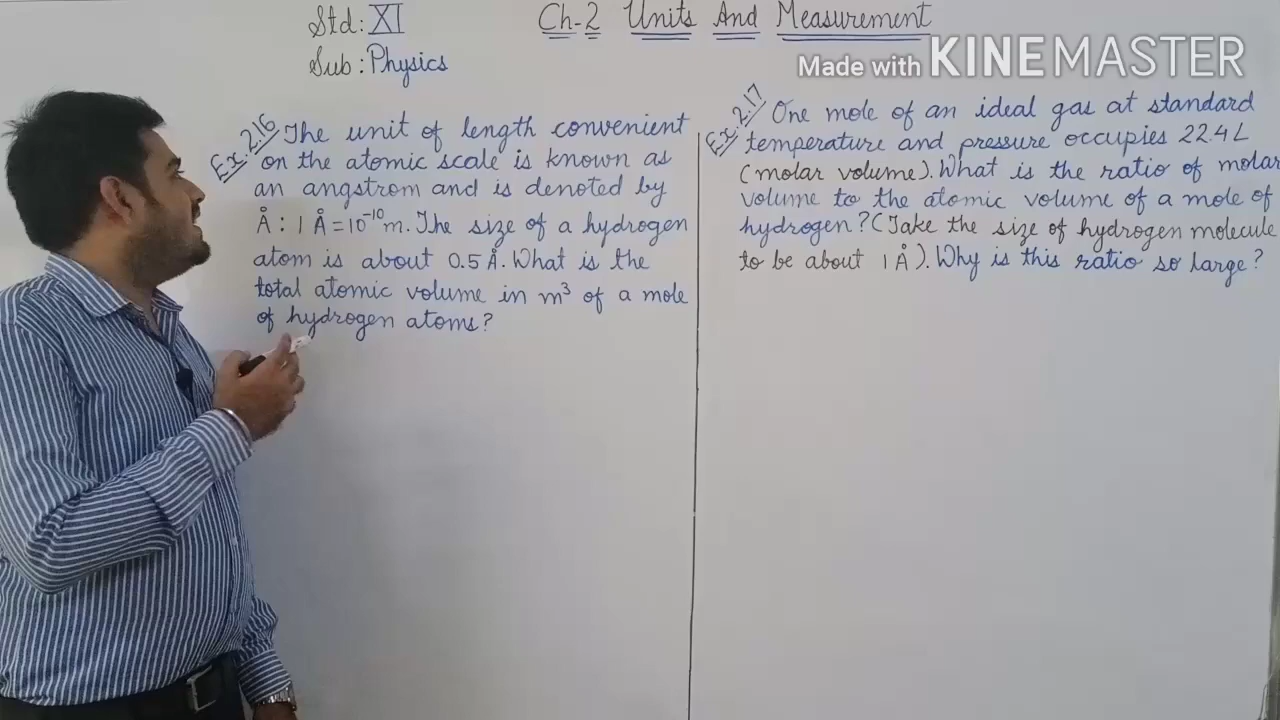 Std: XI
Sub: Physics
Ch-2 Units And Measurement
Made with KINEMASTER
Ex. 2.16 The unit of length convenient
on the atomic scale is known as
an angstrom and is denoted by
Å : 1 Å = 10⁻¹⁰ m. The size of a hydrogen
atom is about 0.5 Å. What is the
total atomic volume in m³ of a mole
of hydrogen atoms?
Ex. 2.17 One mole of an ideal gas at standard
temperature and pressure occupies 22.4 L
(molar volume). What is the ratio of molar
volume to the atomic volume of a mole of
hydrogen? (Take the size of hydrogen molecule
to be about 1 Å). Why is this ratio so large?